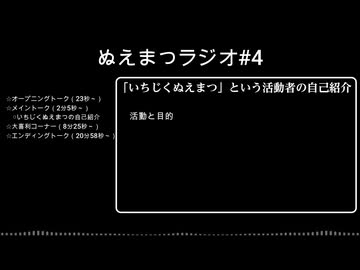 ぬえまつラジオ#4
☆オープニングトーク（23秒～）
☆メイントーク（2分5秒～）
○いちじくぬえまつの自己紹介
☆大喜利コーナー（8分25秒～）
☆エンディングトーク（20分58秒～）
「いちじくぬえまつ」という活動者の自己紹介
活動と目的